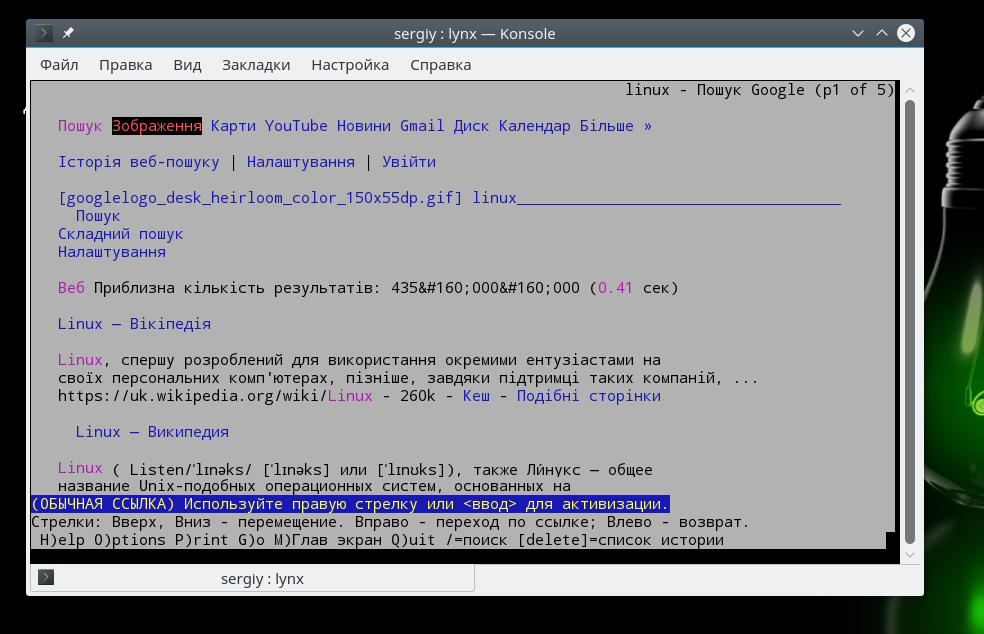 sergiy : lynx — Konsole
Файл Правка Вид Закладки Настройка Справка
linux - Пошук Google (p1 of 5)
Пошук Зображення Карти YouTube Новини Gmail Диск Календар Більше »
Історія веб-пошуку | Налаштування | Увійти
[googlelogo_desk_heirloom_color_150x55dp.gif] linux____________________________________
Пошук
Складний пошук
Налаштування
Веб Приблизна кількість результатів: 435&#160;000&#160;000 (0.41 сек)
Linux — Вікіпедія
Linux, спершу розроблений для використання окремими ентузіастами на
своїх персональних комп'ютерах, пізніше, завдяки підтримці таких компаній, ...
https://uk.wikipedia.org/wiki/Linux - 260k - Кеш - Подібні сторінки
Linux — Википедия
Linux ( Listen/ˈlɪnəks/ [ˈlɪnəks] или [ˈlɪnʊks]), также Ли́нукс — общее
название Unix-подобных операционных систем, основанных на
(ОБЫЧНАЯ ССЫЛКА) Используйте правую стрелку или <ввод> для активизации.
Стрелки: Вверх, Вниз - перемещение. Вправо - переход по ссылке; Влево - возврат.
H)elp O)ptions P)rint G)o M)Глав экран Q)uit /=поиск [delete]=список истории
sergiy : lynx